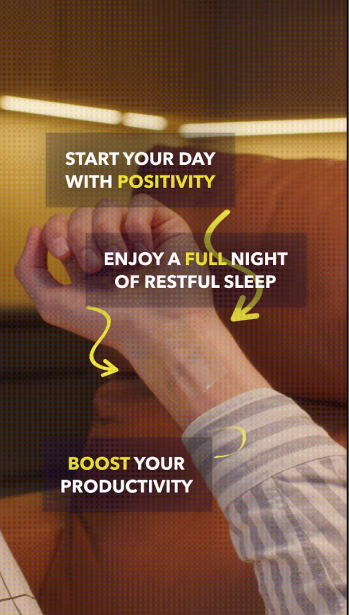 START YOUR DAY
WITH POSITIVITY
ENJOY A FULL NIGHT
OF RESTFUL SLEEP
BOOST YOUR
PRODUCTIVITY